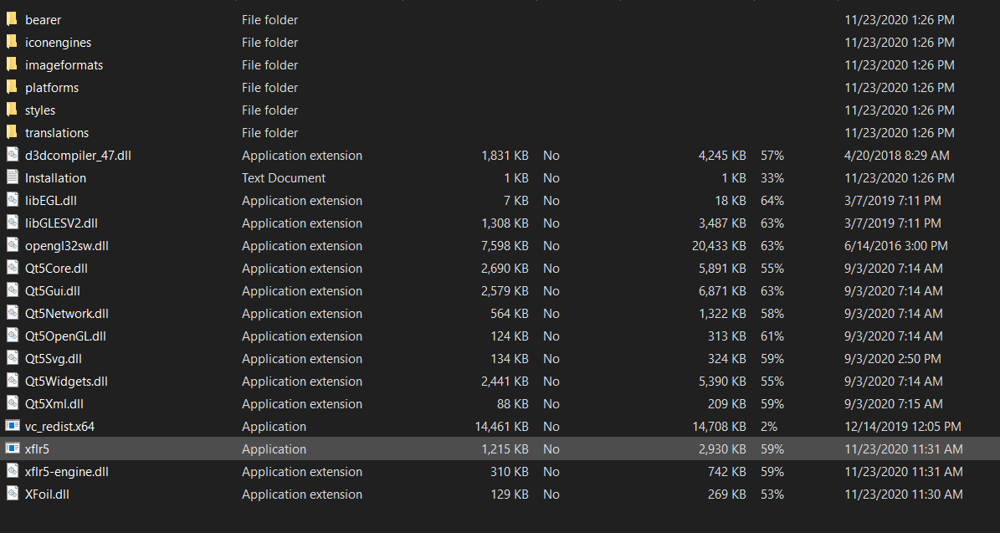 bearer File folder 11/23/2020 1:26 PM
iconengines File folder 11/23/2020 1:26 PM
imageformats File folder 11/23/2020 1:26 PM
platforms File folder 11/23/2020 1:26 PM
styles File folder 11/23/2020 1:26 PM
translations File folder 11/23/2020 1:26 PM
d3dcompiler_47.dll Application extension 1,831 KB No 4,245 KB 57% 4/20/2018 8:29 AM
Installation Text Document 1 KB No 1 KB 33% 11/23/2020 1:26 PM
libEGL.dll Application extension 7 KB No 18 KB 64% 3/7/2019 7:11 PM
libGLESV2.dll Application extension 1,308 KB No 3,487 KB 63% 3/7/2019 7:11 PM
opengl32sw.dll Application extension 7,598 KB No 20,433 KB 63% 6/14/2016 3:00 PM
Qt5Core.dll Application extension 2,690 KB No 5,891 KB 55% 9/3/2020 7:14 AM
Qt5Gui.dll Application extension 2,579 KB No 6,871 KB 63% 9/3/2020 7:14 AM
Qt5Network.dll Application extension 564 KB No 1,322 KB 58% 9/3/2020 7:14 AM
Qt5OpenGL.dll Application extension 124 KB No 313 KB 61% 9/3/2020 7:14 AM
Qt5Svg.dll Application extension 134 KB No 324 KB 59% 9/3/2020 2:50 PM
Qt5Widgets.dll Application extension 2,441 KB No 5,390 KB 55% 9/3/2020 7:14 AM
Qt5Xml.dll Application extension 88 KB No 209 KB 59% 9/3/2020 7:15 AM
vc_redist.x64 Application 14,461 KB No 14,708 KB 2% 12/14/2019 12:05 PM
xflr5 Application 1,215 KB No 2,930 KB 59% 11/23/2020 11:31 AM
xflr5-engine.dll Application extension 310 KB No 742 KB 59% 11/23/2020 11:31 AM
XFoil.dll Application extension 129 KB No 269 KB 53% 11/23/2020 11:30 AM